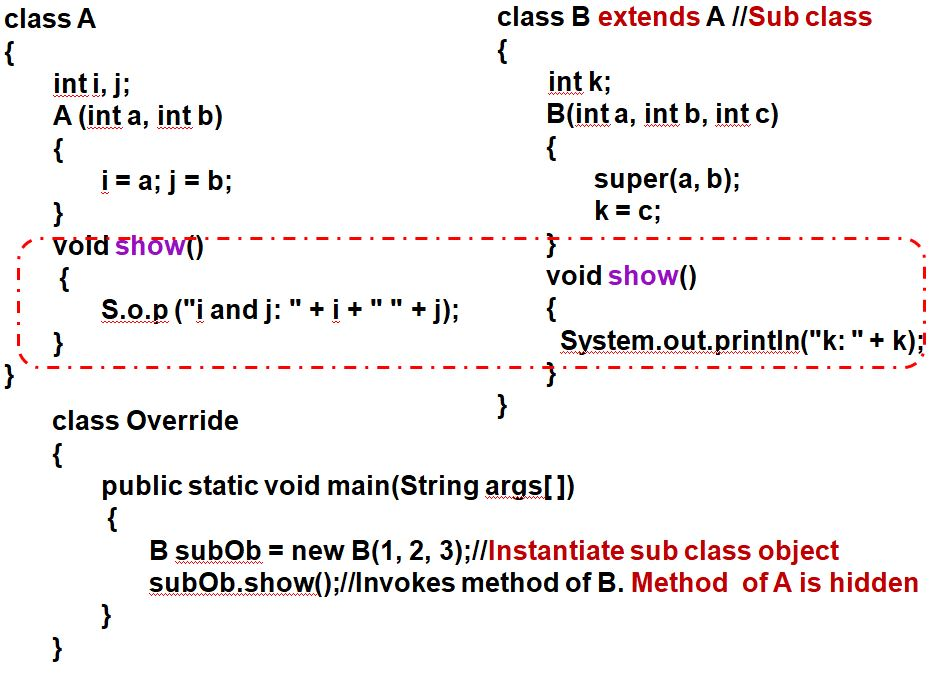 class A
{
int i, j;
A (int a, int b)
{
i = a; j = b;
}
void show()
{
S.o.p ("i and j: " + i + " " + j);
}
}
class B extends A //Sub class
{
int k;
B(int a, int b, int c)
{
super(a, b);
k = c;
}
void show()
{
System.out.println("k: " + k);
}
}
class Override
{
public static void main(String args[ ])
{
B subOb = new B(1, 2, 3);//Instantiate sub class object
subOb.show();//Invokes method of B. Method of A is hidden
}
}